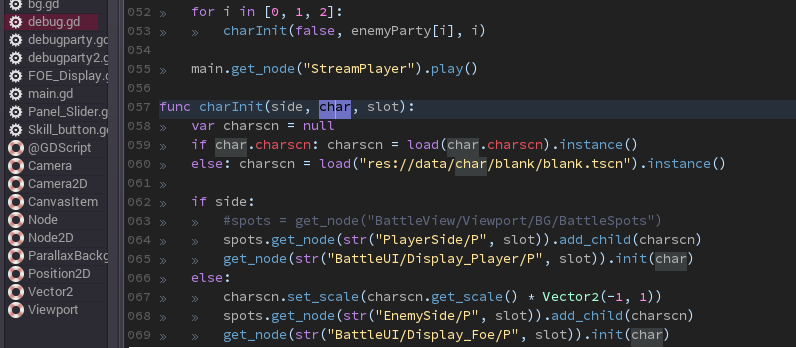 bg.gd
debug.gd
debugparty.gd
debugparty2.g
FOE_Display.g
main.gd
Panel_Slider.g
Skill_button.g
@GDScript
Camera
Camera2D
CanvasItem
Node
Node2D
ParallaxBackg
Position2D
Vector2
Viewport
052 » for i in [0, 1, 2]:
053 » » charInit(false, enemyParty[i], i)
054
055 » main.get_node("StreamPlayer").play()
056
057 func charInit(side, char, slot):
058 » var charscn = null
059 » if char.charscn: charscn = load(char.charscn).instance()
060 » else: charscn = load("res://data/char/blank/blank.tscn").instance()
061 »
062 » if side:
063 » » #spots = get_node("BattleView/Viewport/BG/BattleSpots")
064 » » spots.get_node(str("PlayerSide/P", slot)).add_child(charscn)
065 » » get_node(str("BattleUI/Display_Player/P", slot)).init(char)
066 » else:
067 » » charscn.set_scale(charscn.get_scale() * Vector2(-1, 1))
068 » » spots.get_node(str("EnemySide/P", slot)).add_child(charscn)
069 » » get_node(str("BattleUI/Display_Foe/P", slot)).init(char)